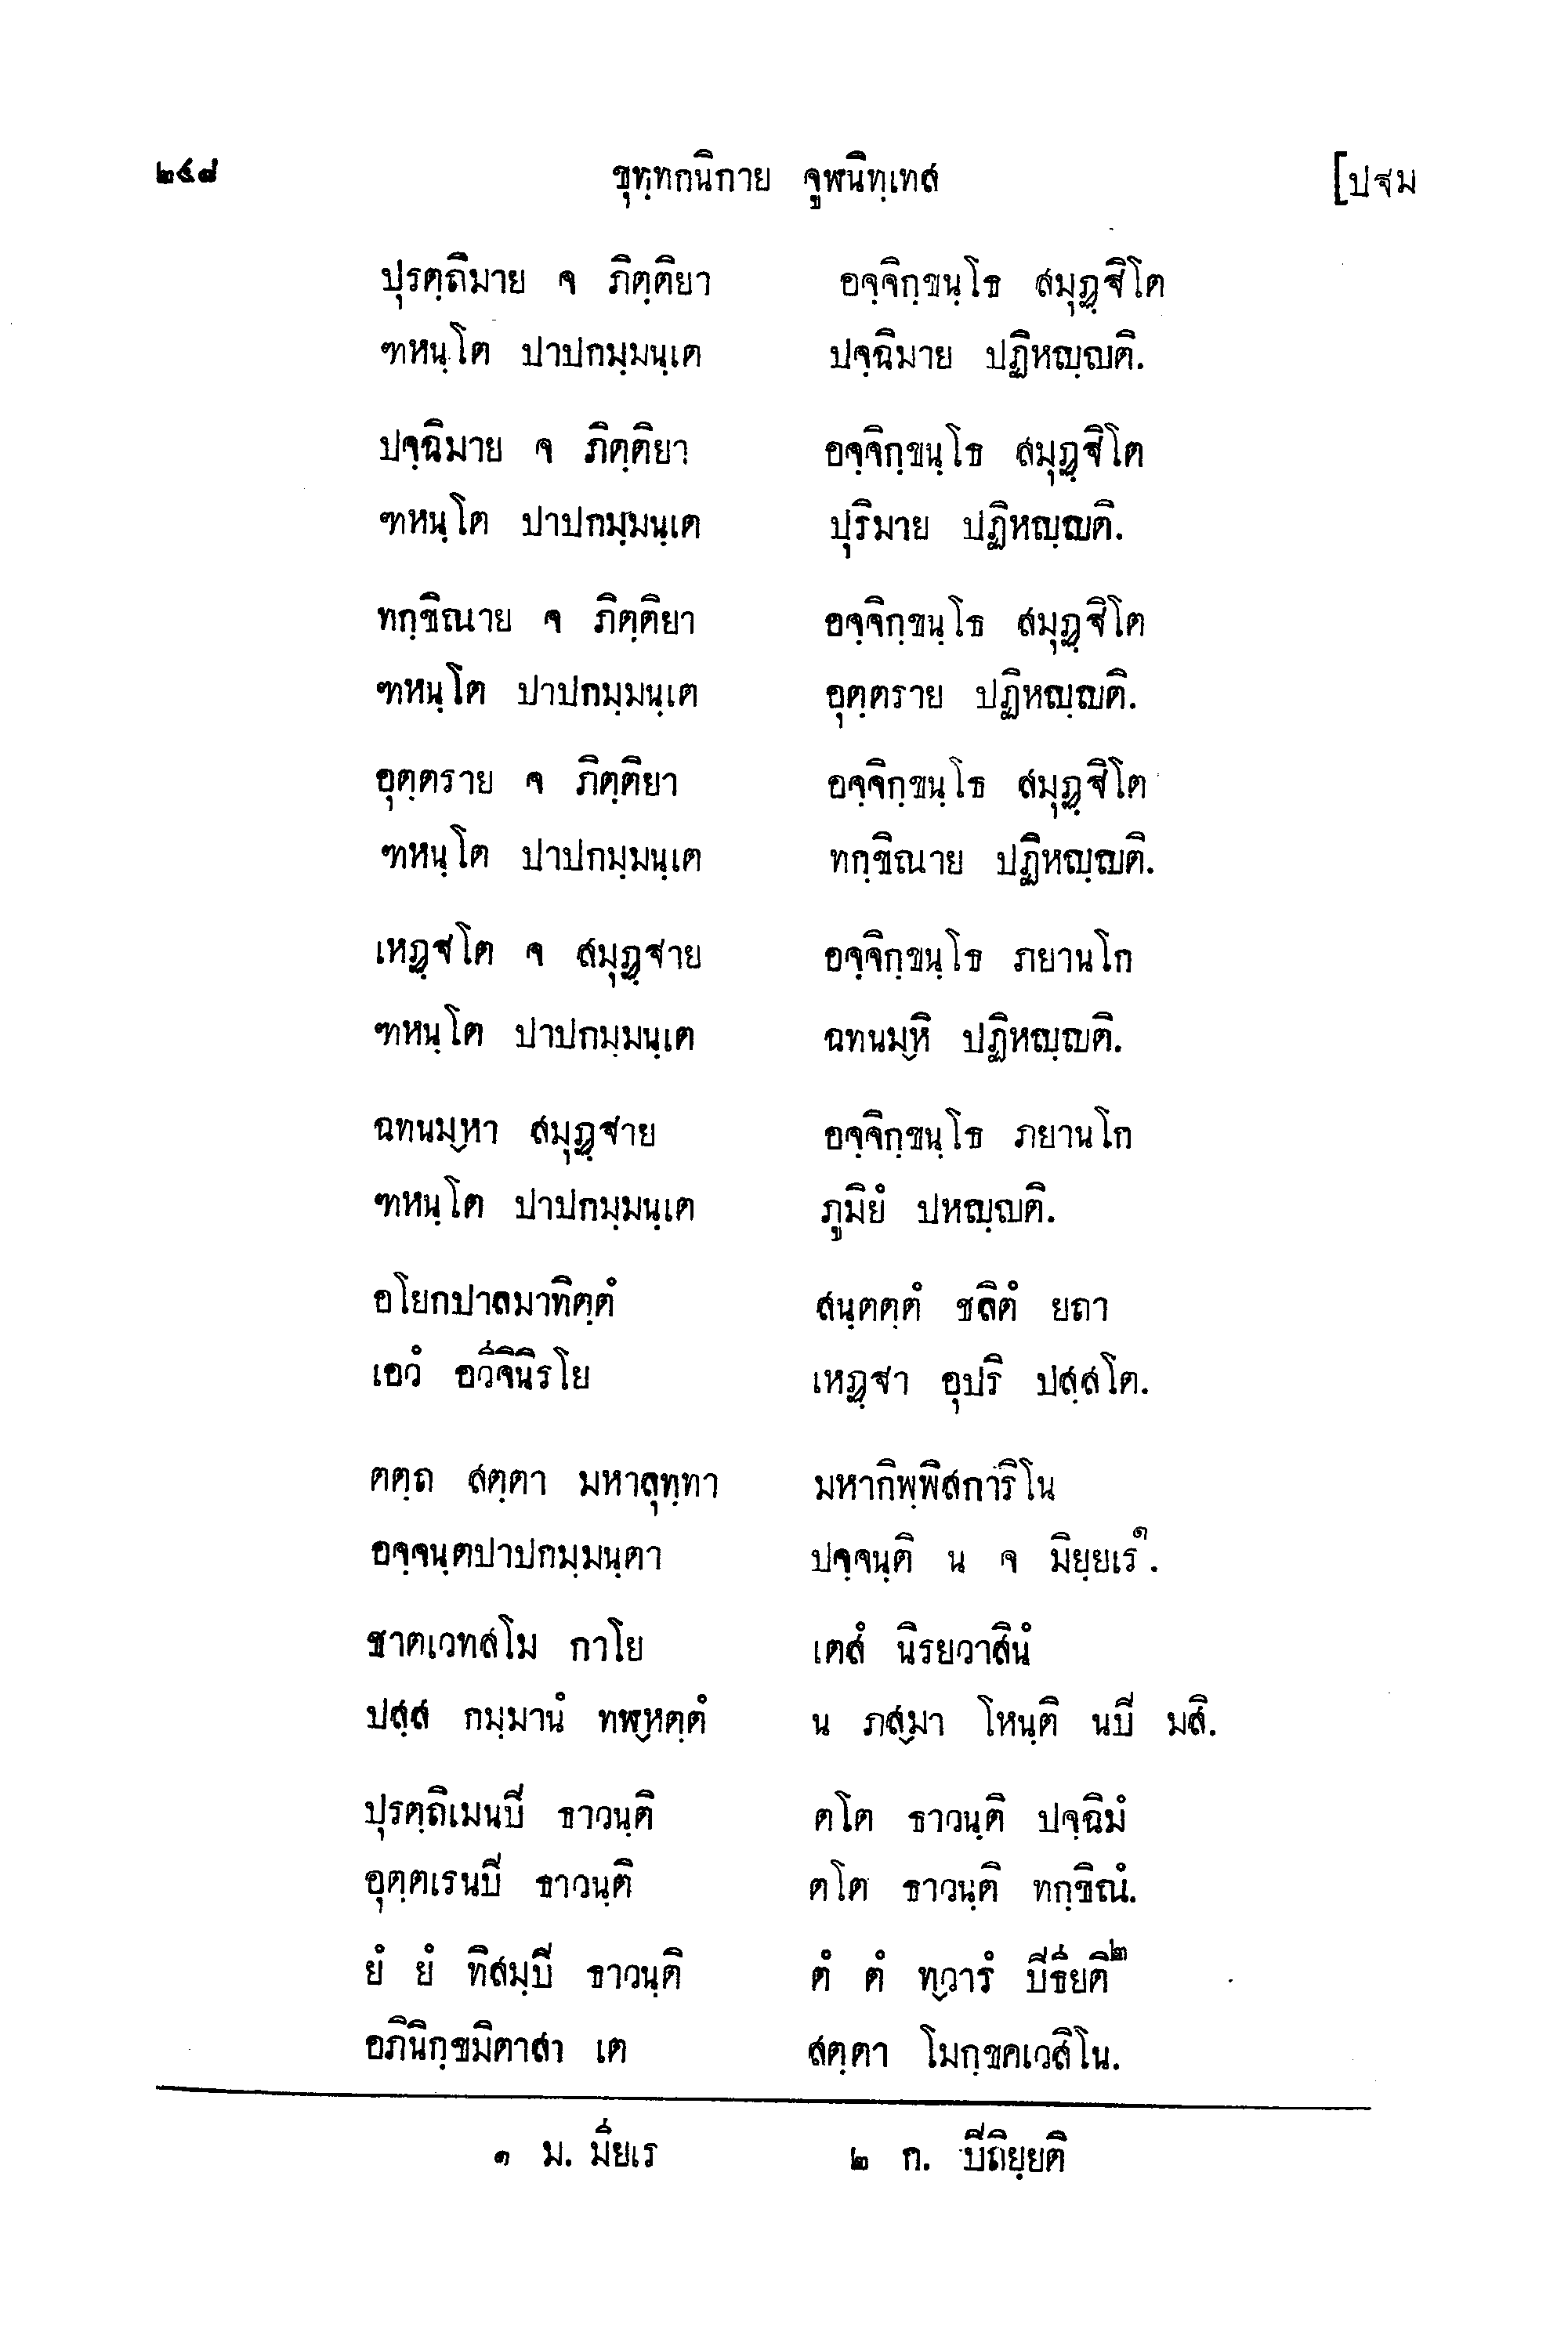 ๒๔๘ ขุทฺทกนิกาย จูฬนิทฺเทส [ปฐม
ปุรตฺถิมาย จ ภิตฺติยา อจฺจิกฺขนฺโธ สมุฏฺฐิโต
ฑหนฺโต ปาปกมฺมนฺเต ปจฺฉิมาย ปฏิหญฺญติ.
ปจฺฉิมาย จ ภิตฺติยา อจฺจิกฺขนฺโธ สมุฏฺฐิโต
ฑหนฺโต ปาปกมฺมนฺเต ปุริมาย ปฏิหญฺญติ.
ทกฺขิณาย จ ภิตฺติยา อจฺจิกฺขนฺโธ สมุฏฺฐิโต
ฑหนฺโต ปาปกมฺมนฺเต อุตฺตราย ปฏิหญฺญติ.
อุตฺตราย จ ภิตฺติยา อจฺจิกฺขนฺโธ สมุฏฺฐิโต
ฑหนฺโต ปาปกมฺมนฺเต ทกฺขิณาย ปฏิหญฺญติ.
เหฏฺฐโต จ สมุฏฺฐาย อจฺจิกฺขนฺโธ ภยานโก
ฑหนฺโต ปาปกมฺมนฺเต ฉทนมฺหิ ปฏิหญฺญติ.
ฉทนมฺหา สมุฏฺฐาย อจฺจิกฺขนฺโธ ภยานโก
ฑหนฺโต ปาปกมฺมนฺเต ภูมิยํ ปหญฺญติ.
อโยกปาลมาทิตฺตํ สนฺตตฺตํ ชลิตํ ยถา
เอวํ อวีจินิรโย เหฏฺฐา อุปริ ปสฺสโต.
ตตฺถ สตฺตา มหาลุทฺทา มหากิพฺพิสการิโน
อจฺจนฺตปาปกมฺมนฺตา ปจฺจนฺติ น จ มิยฺยเร๑.
ชาตเวทสโม กาโย เตสํ นิรยวาสินํ
ปสฺส กมฺมานํ ทฬฺหตฺตํ น ภสฺมา โหนฺติ นปิ มสิ.
ปุรตฺถิเมนปิ ธาวนฺติ ตโต ธาวนฺติ ปจฺฉิมํ
อุตฺตเรนปิ ธาวนฺติ ตโต ธาวนฺติ ทกฺขิณํ.
ยํ ยํ ทิสมฺปิ ธาวนฺติ ตํ ตํ ทฺวารํ ปิธียติ๒
อภินิกฺขมิตาสา เต สตฺตา โมกฺขคเวสิโน.
๑ ม. มียเร ๒ ก. ปิถิยฺยติ